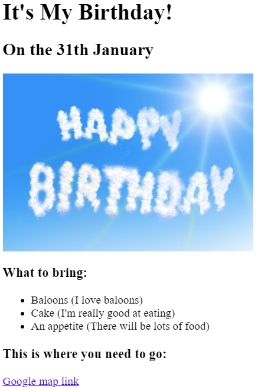 It's My Birthday!
On the 31th January
HAPPY
BIRTHDAY
What to bring:
Baloons (I love baloons)
Cake (I'm really good at eating)
An appetite (There will be lots of food)
This is where you need to go:
Google map link